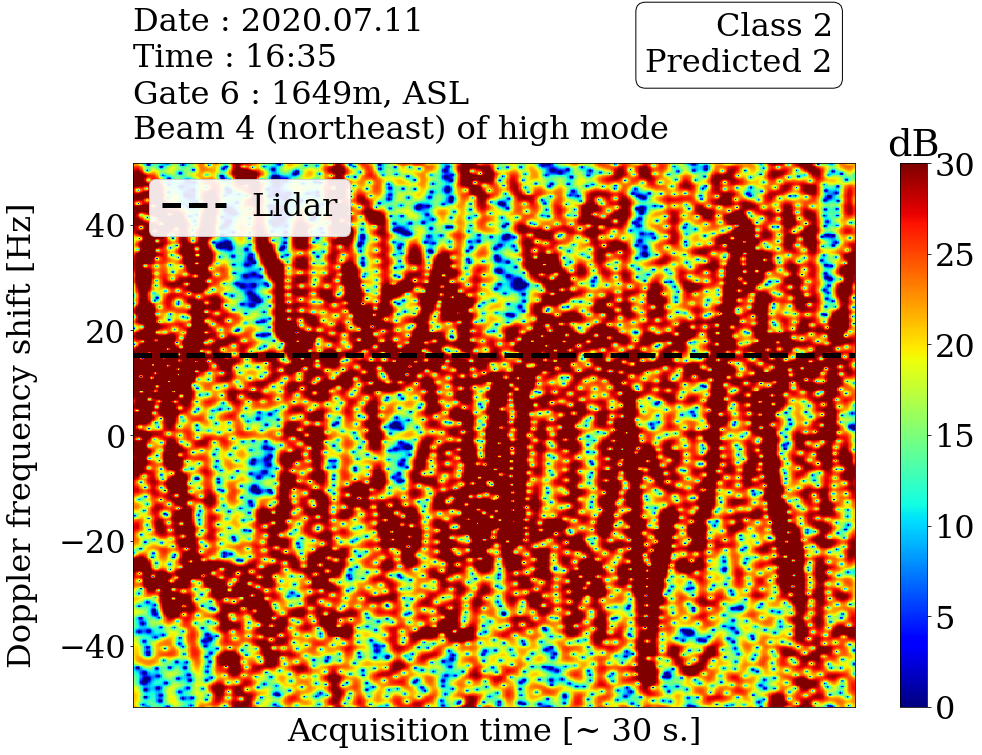 Date : 2020.07.11
Time : 16:35
Gate 6 : 1649m, ASL
Beam 4 (northeast) of high mode
Class 2
Predicted 2
dB
Lidar
Doppler frequency shift [Hz]
40
20
0
−20
−40
30
25
20
15
10
5
0
Acquisition time [~ 30 s.]